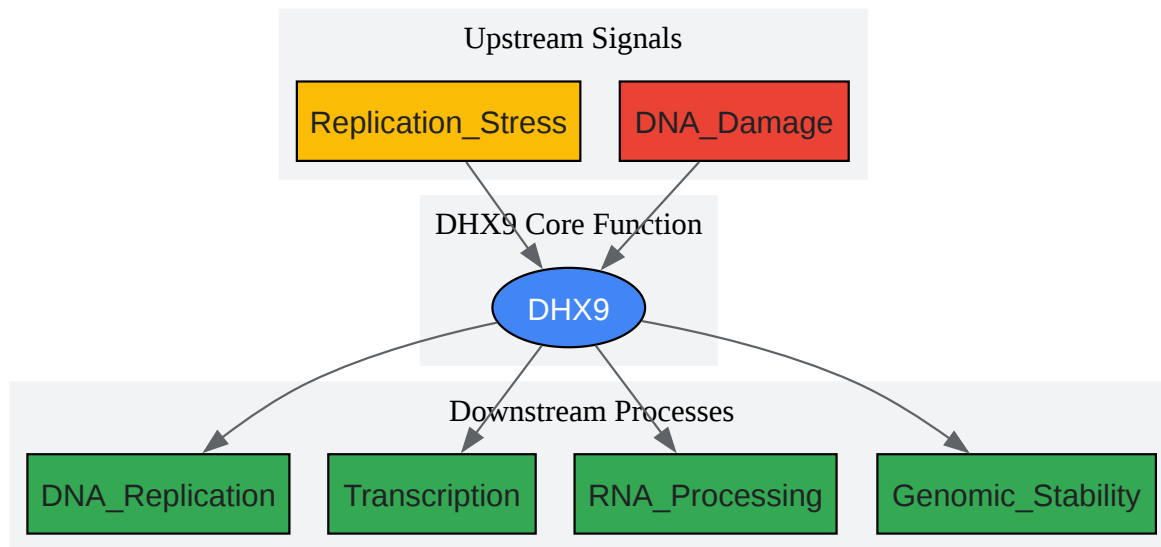 Upstream Signals
Replication_Stress
DNA_Damage
DHX9 Core Function
DHX9
Downstream Processes
DNA_Replication
Transcription
RNA_Processing
Genomic_Stability